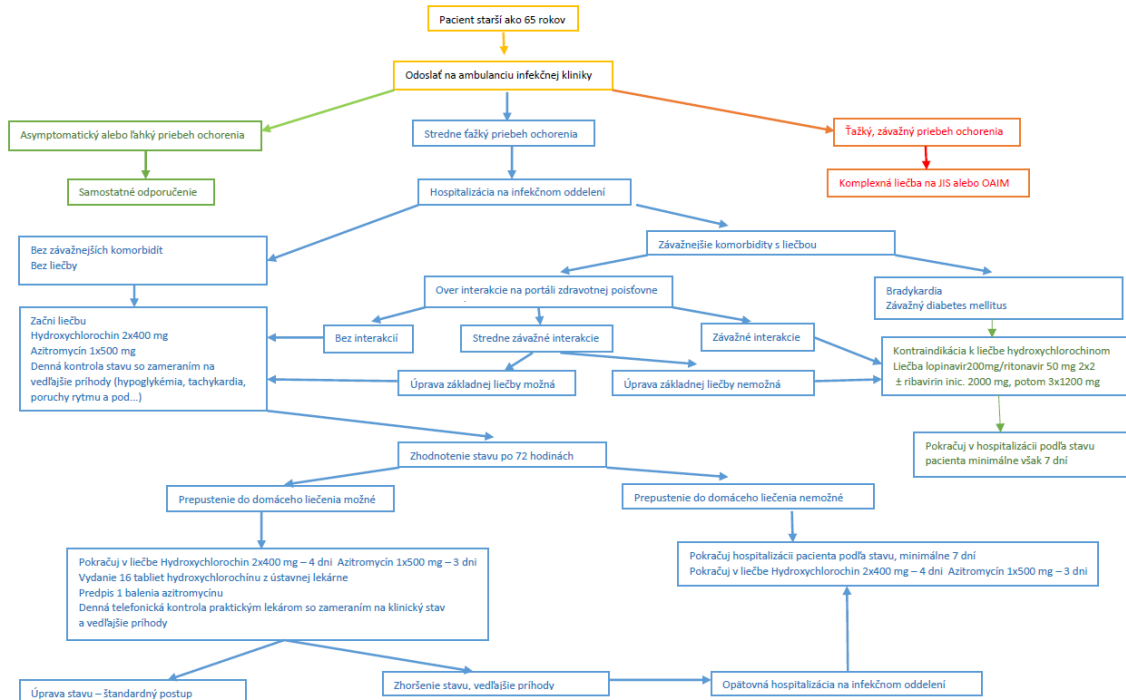 Pacient starší ako 65 rokov
Odoslať na ambulanciu infekčnej kliniky
Asymptomatický alebo ľahký priebeh ochorenia
Stredne ťažký priebeh ochorenia
Ťažký, závažný priebeh ochorenia
Samostatné odporučenie
Hospitalizácia na infekčnom oddelení
Komplexná liečba na JIS alebo OAIM
Bez závažnejších komorbidít
Bez liečby
Závažnejšie komorbidity s liečbou
Over interakcie na portáli zdravotnej poisťovne
Bradykardia
Závažný diabetes mellitus
Začni liečbu
Hydroxychlorochin 2x400 mg
Azitromycín 1x500 mg
Denná kontrola stavu so zameraním na
vedľajšie príhody (hypoglykémia, tachykardia,
poruchy rytmu a pod...)
Bez interakcií
Stredne závažné interakcie
Závažné interakcie
Úprava základnej liečby možná
Úprava základnej liečby nemožná
Kontraindikácia k liečbe hydroxychlorochinom
Liečba lopinavir200mg/ritonavir 50 mg 2x2
± ribavirin inic. 2000 mg, potom 3x1200 mg
Pokračuj v hospitalizácii podľa stavu
pacienta minimálne však 7 dní
Zhodnotenie stavu po 72 hodinách
Prepustenie do domáceho liečenia možné
Prepustenie do domáceho liečenia nemožné
Pokračuj v liečbe Hydroxychlorochin 2x400 mg – 4 dni Azitromycín 1x500 mg – 3 dni
Vydanie 16 tabliet hydroxychlorochínu z ústavnej lekárne
Predpis 1 balenia azitromycínu
Denná telefonická kontrola praktickým lekárom so zameraním na klinický stav
a vedľajšie príhody
Pokračuj hospitalizácii pacienta podľa stavu, minimálne 7 dní
Pokračuj v liečbe Hydroxychlorochin 2x400 mg – 4 dni Azitromycín 1x500 mg – 3 dni
Úprava stavu – štandardný postup
Zhoršenie stavu, vedľajšie príhody
Opätovná hospitalizácia na infekčnom oddelení